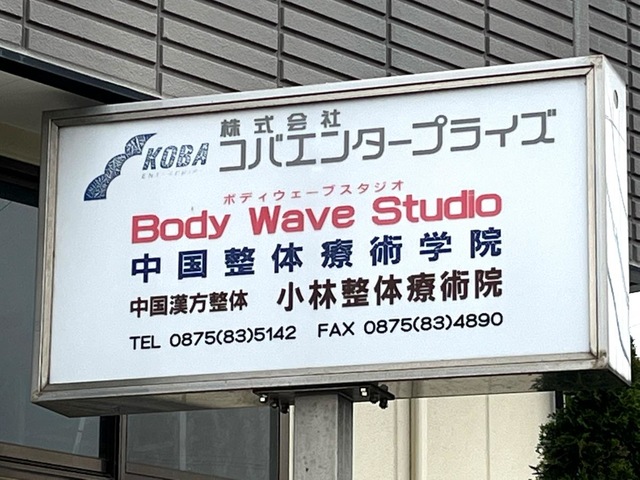 KOBA
株式会社
コバエンタープライズ
ボディウェーブスタジオ
Body Wave Studio
中国整体療術学院
中国漢方整体 小林整体療術院
TEL 0875(83)5142 FAX 0875(83)4890